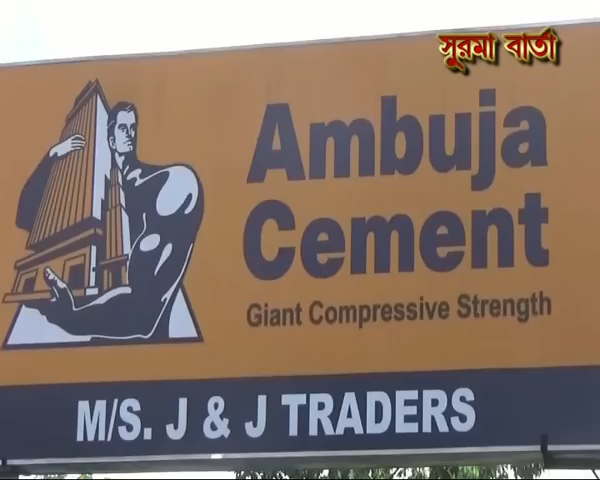 সুরমা বার্তা
Ambuja
Cement
Giant Compressive Strength
M/S. J & J TRADERS